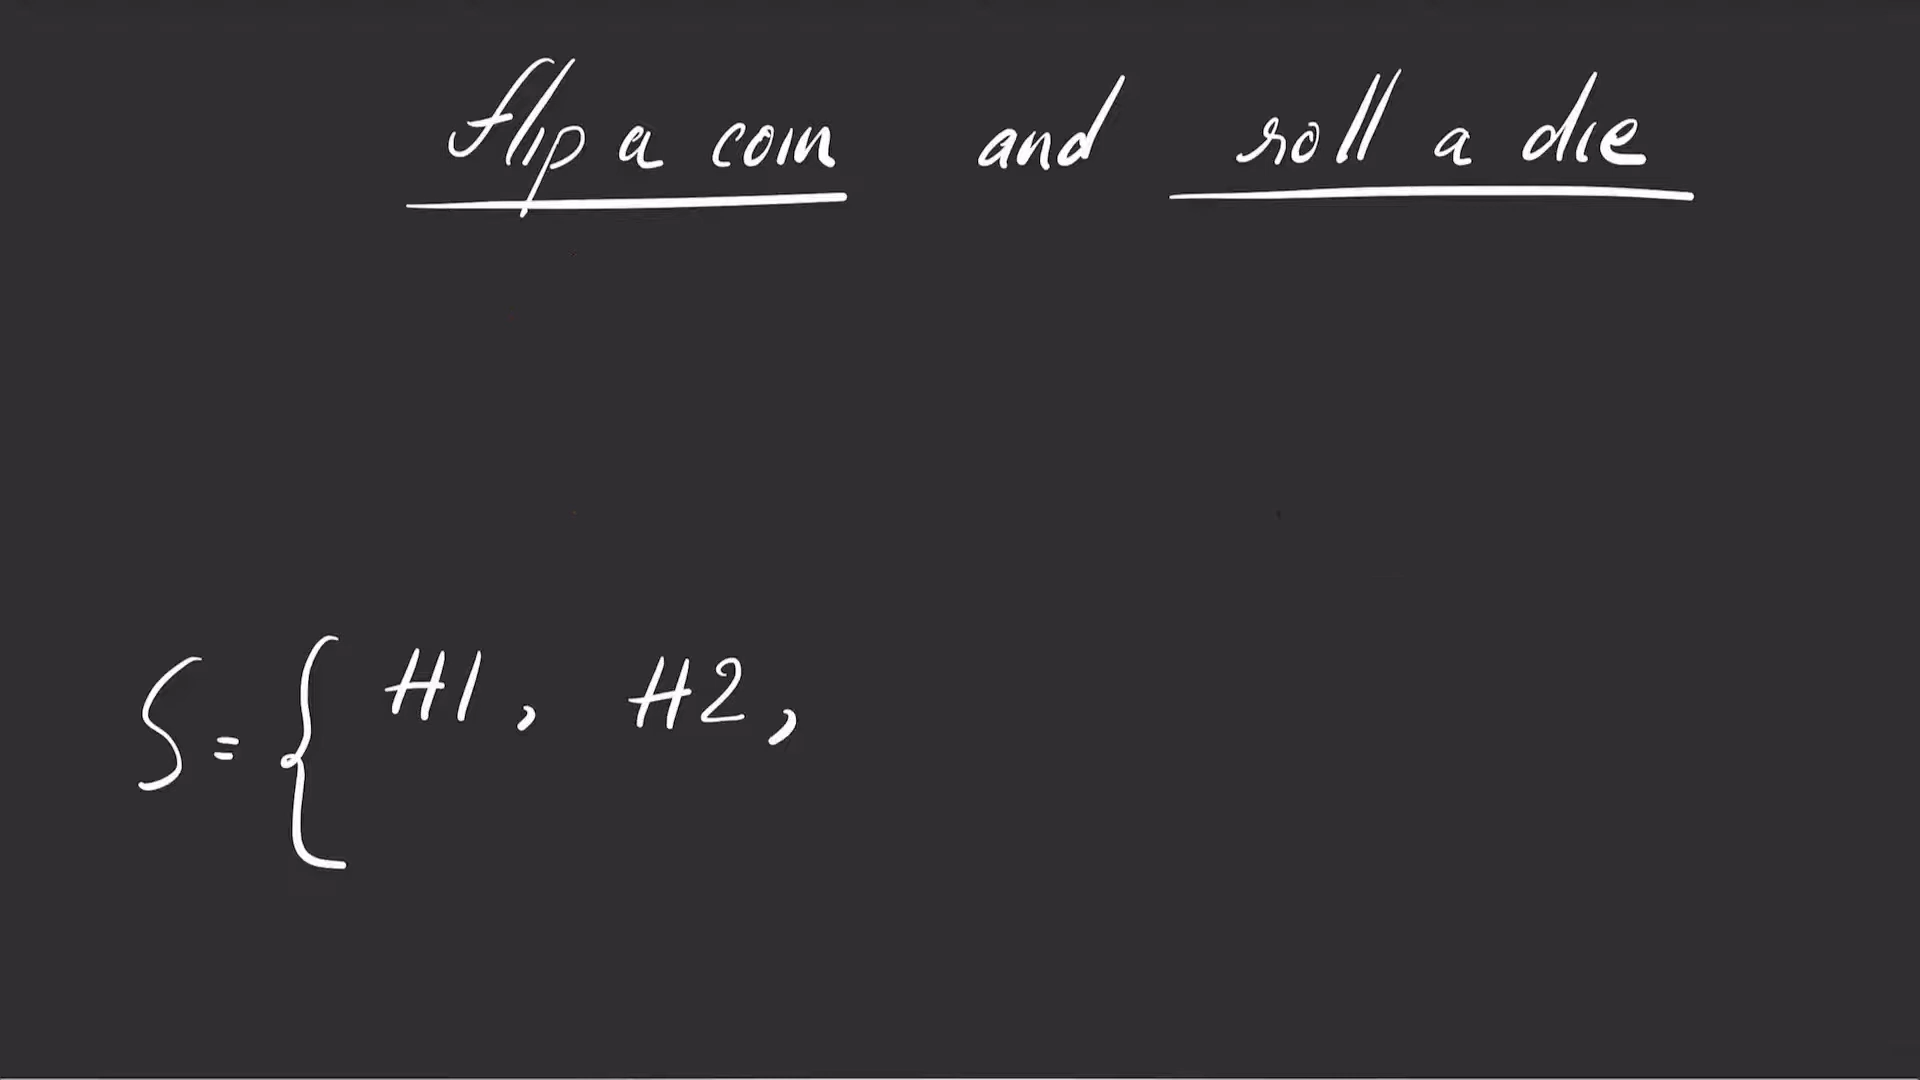 flip a coin and roll a die
S = { H1, H2,